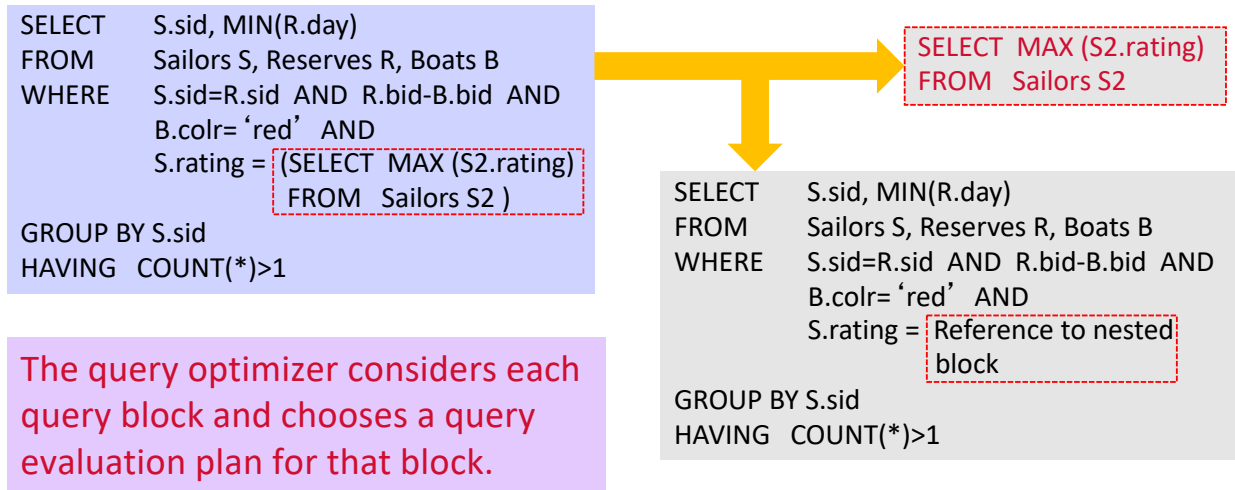 SELECT S.sid, MIN(R.day)
FROM Sailors S, Reserves R, Boats B
WHERE S.sid=R.sid AND R.bid-B.bid AND
B.colr= ‘red’ AND
S.rating = (SELECT MAX (S2.rating)
FROM Sailors S2 )
GROUP BY S.sid
HAVING COUNT(*)>1
SELECT MAX (S2.rating)
FROM Sailors S2
SELECT S.sid, MIN(R.day)
FROM Sailors S, Reserves R, Boats B
WHERE S.sid=R.sid AND R.bid-B.bid AND
B.colr= ‘red’ AND
S.rating = Reference to nested
block
GROUP BY S.sid
HAVING COUNT(*)>1
The query optimizer considers each
query block and chooses a query
evaluation plan for that block.